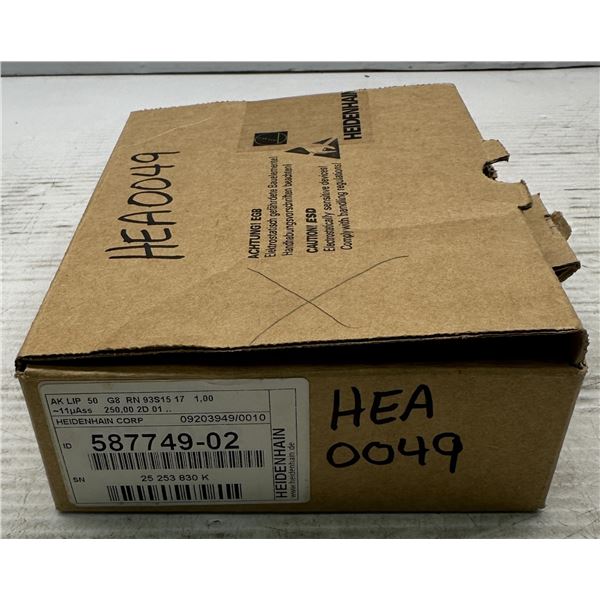 HEA0049
HEIDENHAIN
ACHTUNG! EGB
Elektrostatisch gefährdete Bauelemente!
Handhabungsvorschriften beachten!
CAUTION! ESD
Electrostatically sensitive devices!
Comply with handling regulations!
AK LIP 50 G8 RN 93S15 17 1,00
~11µAss 250,00 2D 01 ..
HEIDENHAIN CORP 09203949/0010
ID 587749-02
SN 25 253 830 K
HEIDENHAIN
www.heidenhain.de
HEA
0049